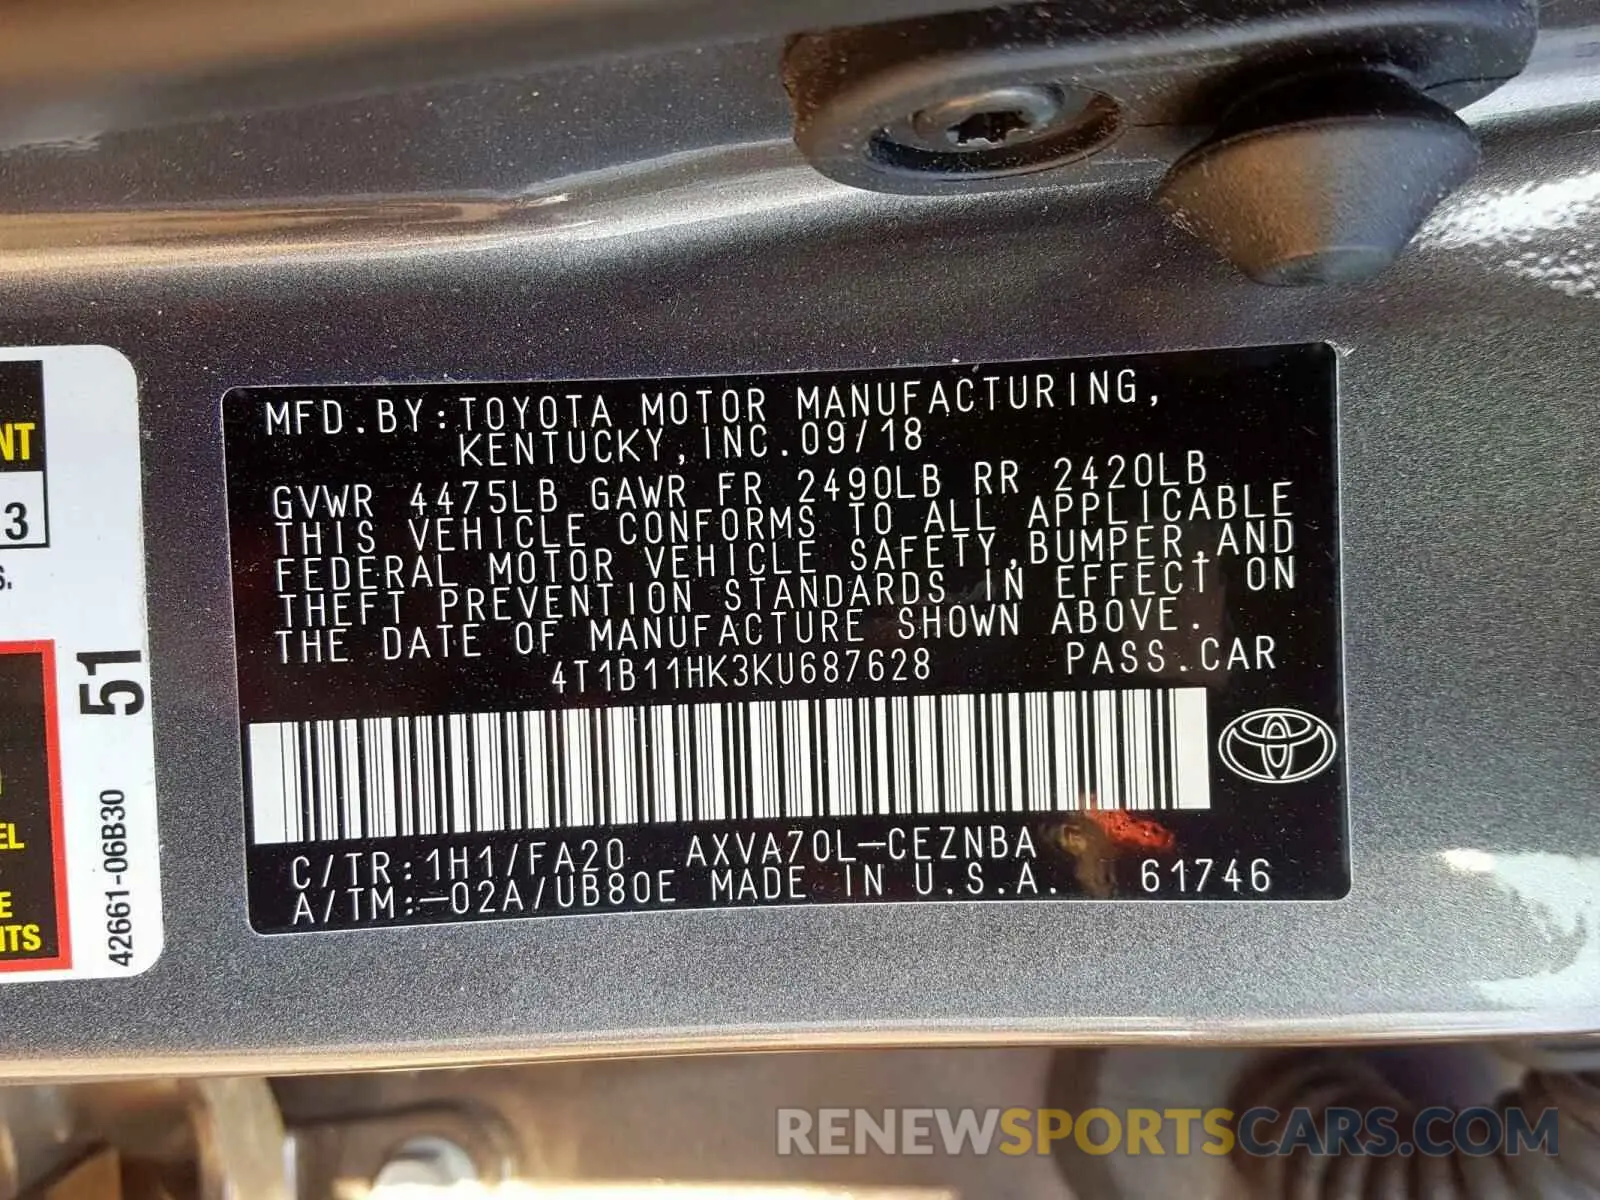 NT
3
S.
51
EL
E
NTS
42661-06B30
MFD.BY:TOYOTA MOTOR MANUFACTURING,
KENTUCKY,INC.09/18
GVWR 4475LB GAWR FR 2490LB RR 2420LB
THIS VEHICLE CONFORMS TO ALL APPLICABLE
FEDERAL MOTOR VEHICLE SAFETY,BUMPER,AND
THEFT PREVENTION STANDARDS IN EFFECT ON
THE DATE OF MANUFACTURE SHOWN ABOVE.
4T1B11HK3KU687628 PASS.CAR
C/TR:1H1/FA20 AXVA70L-CEZNBA
A/TM:-02A/UB80E MADE IN U.S.A. 61746
RENEWSPORTSCARS.COM